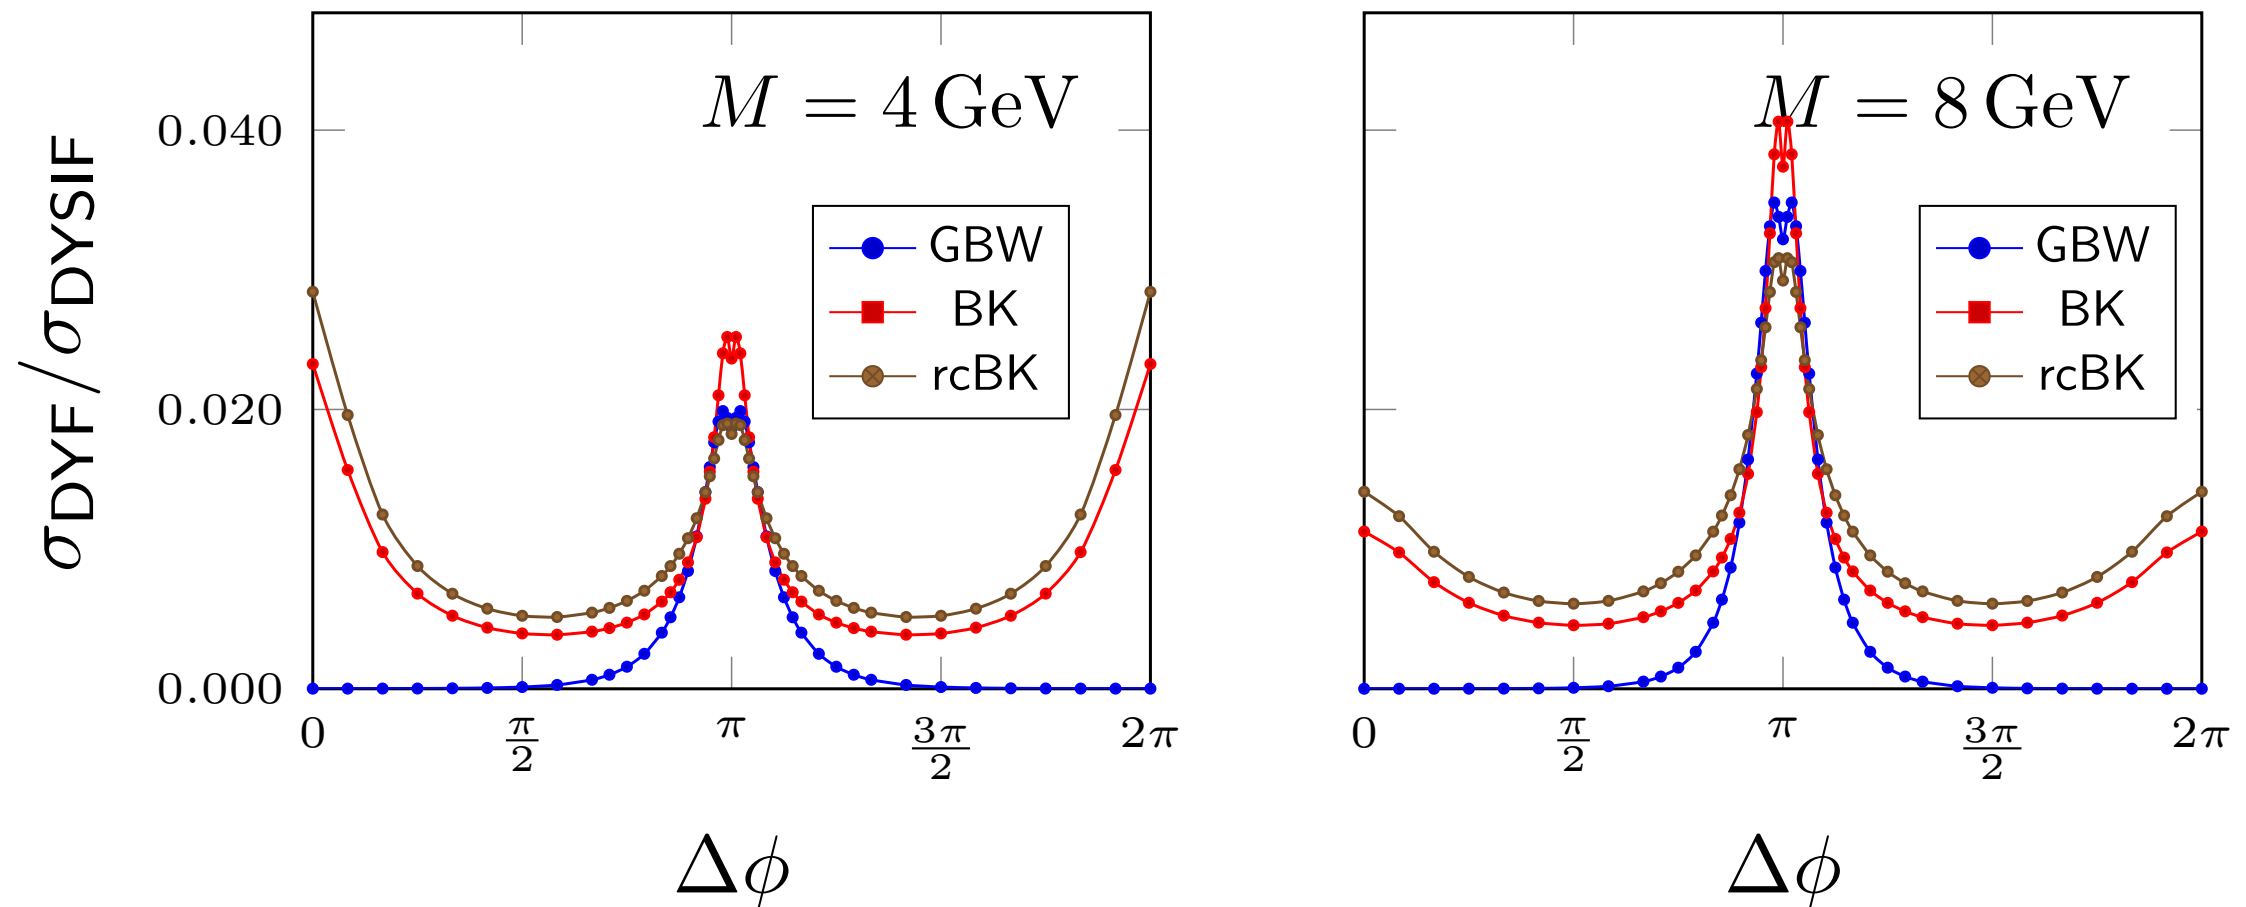 σDYF/σDYSIF
0.040
0.020
0.000
M = 4 GeV
GBW
BK
rcBK
0 π/2 π 3π/2 2π
Δϕ
M = 8 GeV
GBW
BK
rcBK
0 π/2 π 3π/2 2π
Δϕ